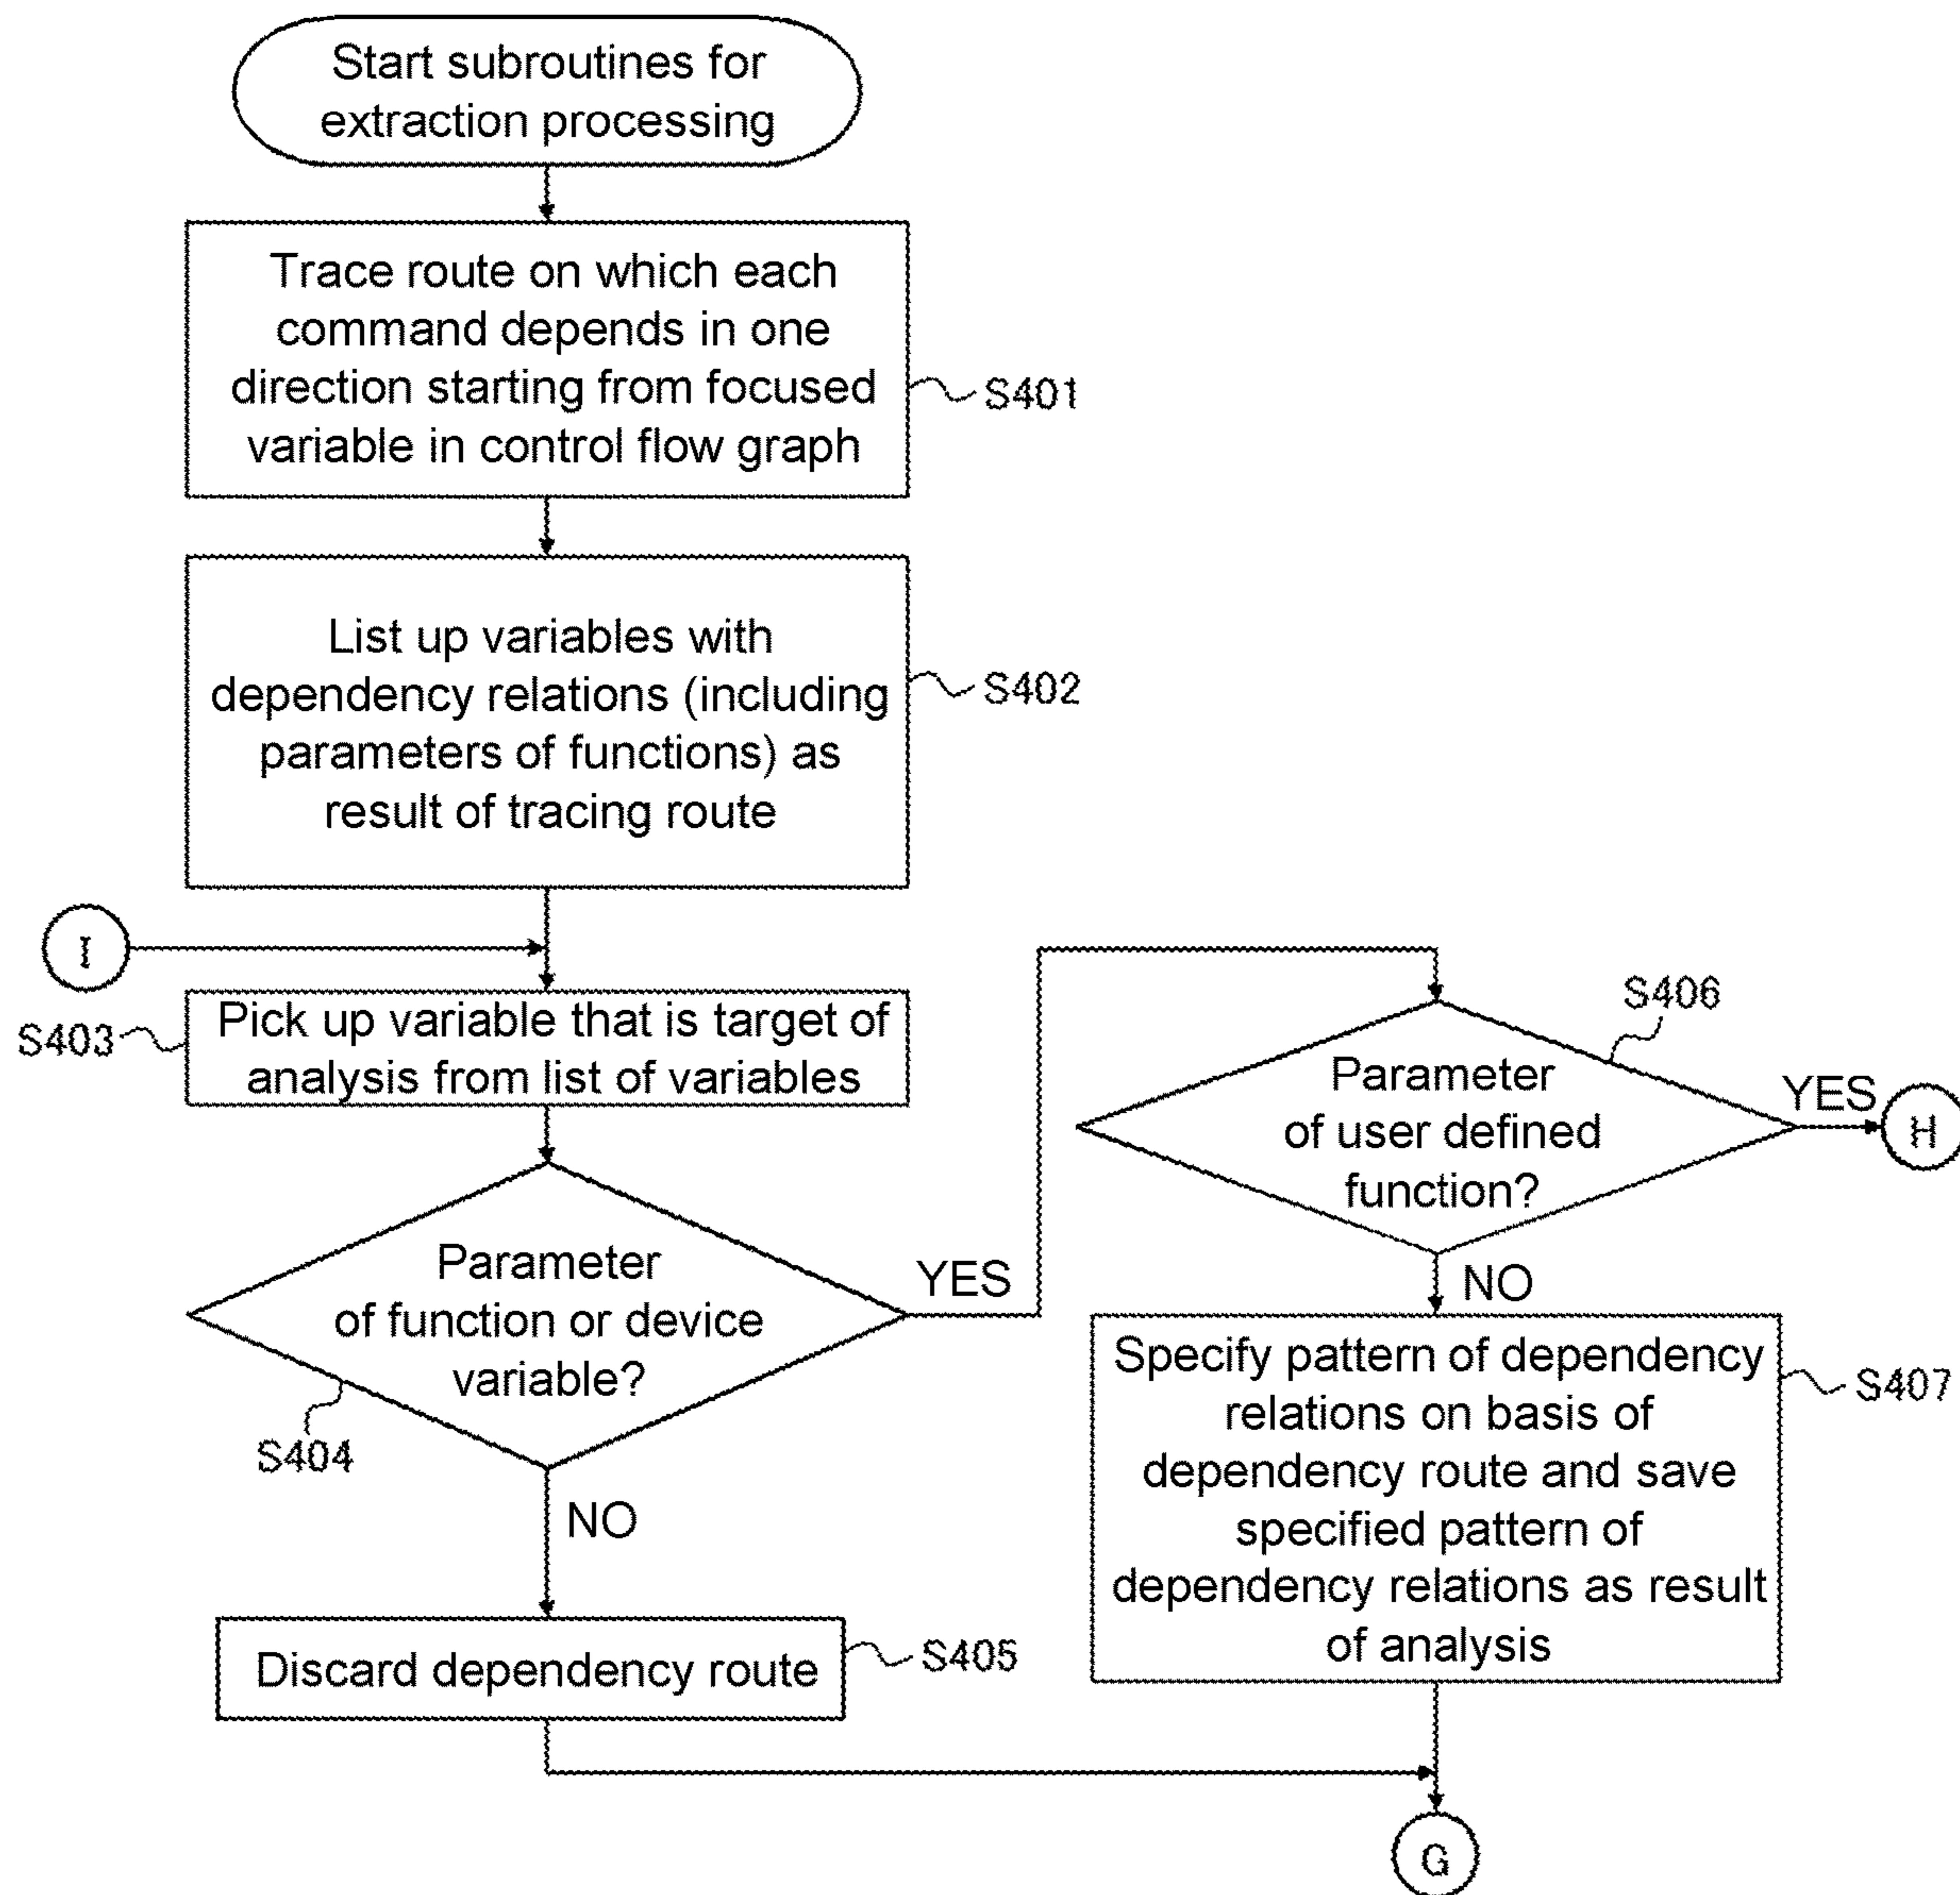 Start subroutines for
extraction processing
Trace route on which each
command depends in one
direction starting from focused
variable in control flow graph
S401
List up variables with
dependency relations (including
parameters of functions) as
result of tracing route
S402
I
S403
Pick up variable that is target of
analysis from list of variables
Parameter
of function or device
variable?
S404
YES
NO
Discard dependency route
S405
S406
Parameter
of user defined
function?
YES
H
NO
Specify pattern of dependency
relations on basis of
dependency route and save
specified pattern of
dependency relations as result
of analysis
S407
G